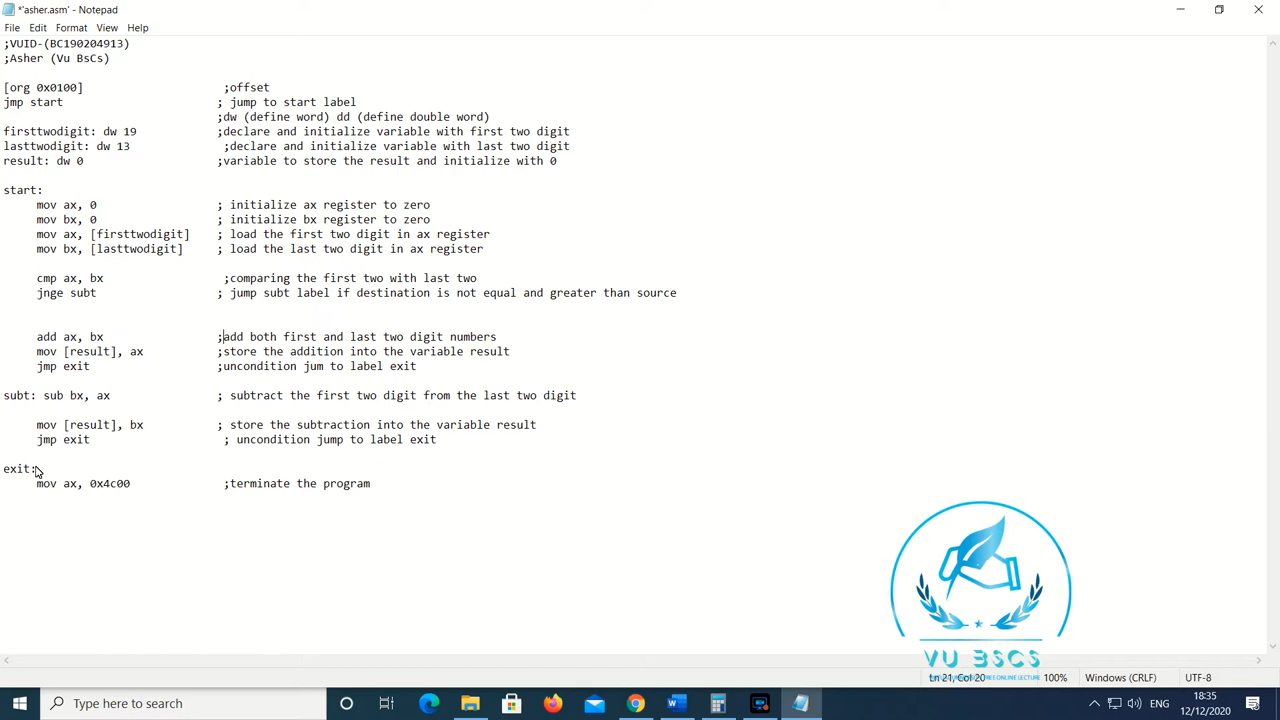 *'asher.asm' - Notepad
File Edit Format View Help
;VUID-(BC190204913)
;Asher (Vu BsCs)
[org 0x0100] ;offset
jmp start ; jump to start label
;dw (define word) dd (define double word)
firsttwodigit: dw 19 ;declare and initialize variable with first two digit
lasttwodigit: dw 13 ;declare and initialize variable with last two digit
result: dw 0 ;variable to store the result and initialize with 0
start:
mov ax, 0 ; initialize ax register to zero
mov bx, 0 ; initialize bx register to zero
mov ax, [firsttwodigit] ; load the first two digit in ax register
mov bx, [lasttwodigit] ; load the last two digit in ax register
cmp ax, bx ;comparing the first two with last two
jnge subt ; jump subt label if destination is not equal and greater than source
add ax, bx ;add both first and last two digit numbers
mov [result], ax ;store the addition into the variable result
jmp exit ;uncondition jum to label exit
subt: sub bx, ax ; subtract the first two digit from the last two digit
mov [result], bx ; store the subtraction into the variable result
jmp exit ; uncondition jump to label exit
exit:
mov ax, 0x4c00 ;terminate the program
VU BSCS
Ln 21, Col 20 100% Windows (CRLF) UTF-8
Type here to search
ENG
18:35
12/12/2020